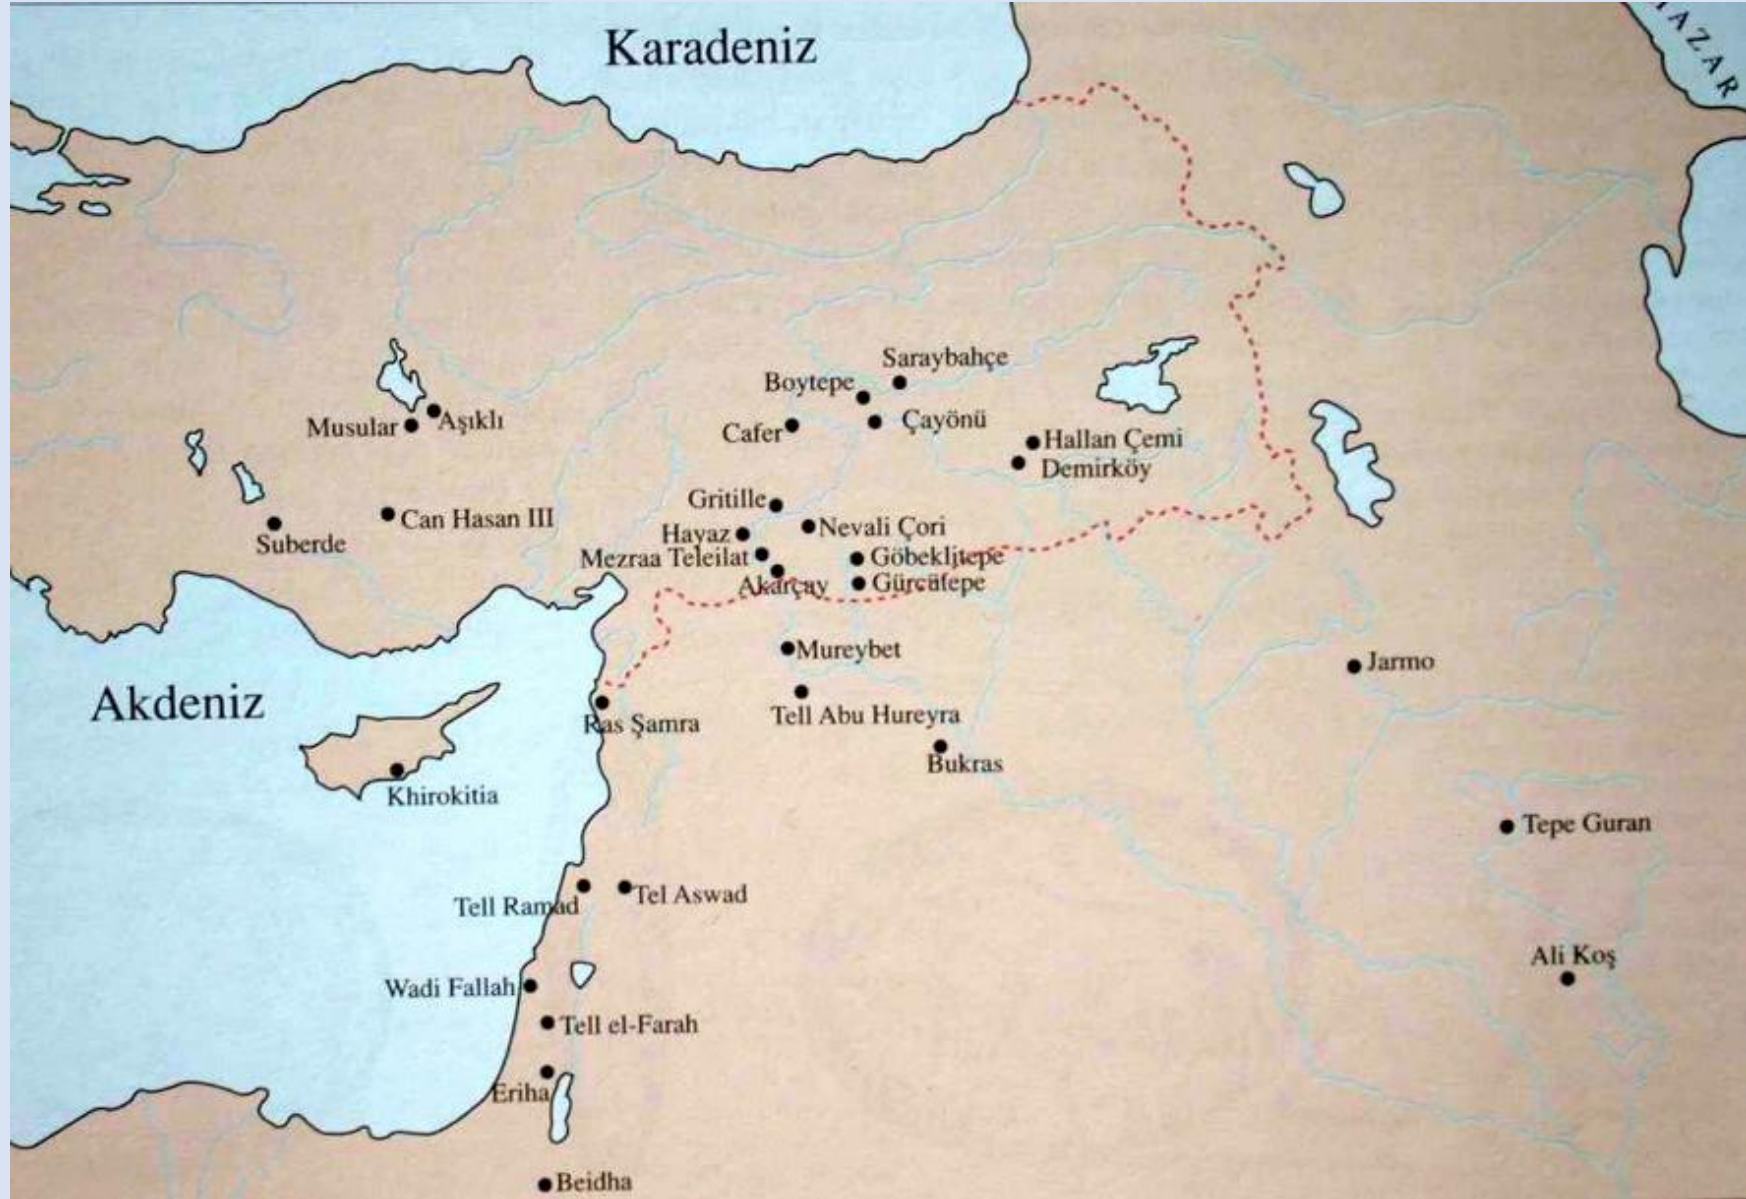 Karadeniz
HAZAR
Saraybahçe
Boytepe
Musular
Aşıklı
Cafer
Çayönü
Hallan Çemi
Demirköy
Gritille
Can Hasan III
Suberde
Hayaz
Nevali Çori
Mezraa Teleilat
Göbeklitepe
Akarçay
Gürcütepe
Mureybet
Jarmo
Akdeniz
Ras Şamra
Tell Abu Hureyra
Bukras
Khirokitia
Tepe Guran
Tell Ramad
Tel Aswad
Ali Koş
Wadi Fallah
Tell el-Farah
Eriha
Beidha